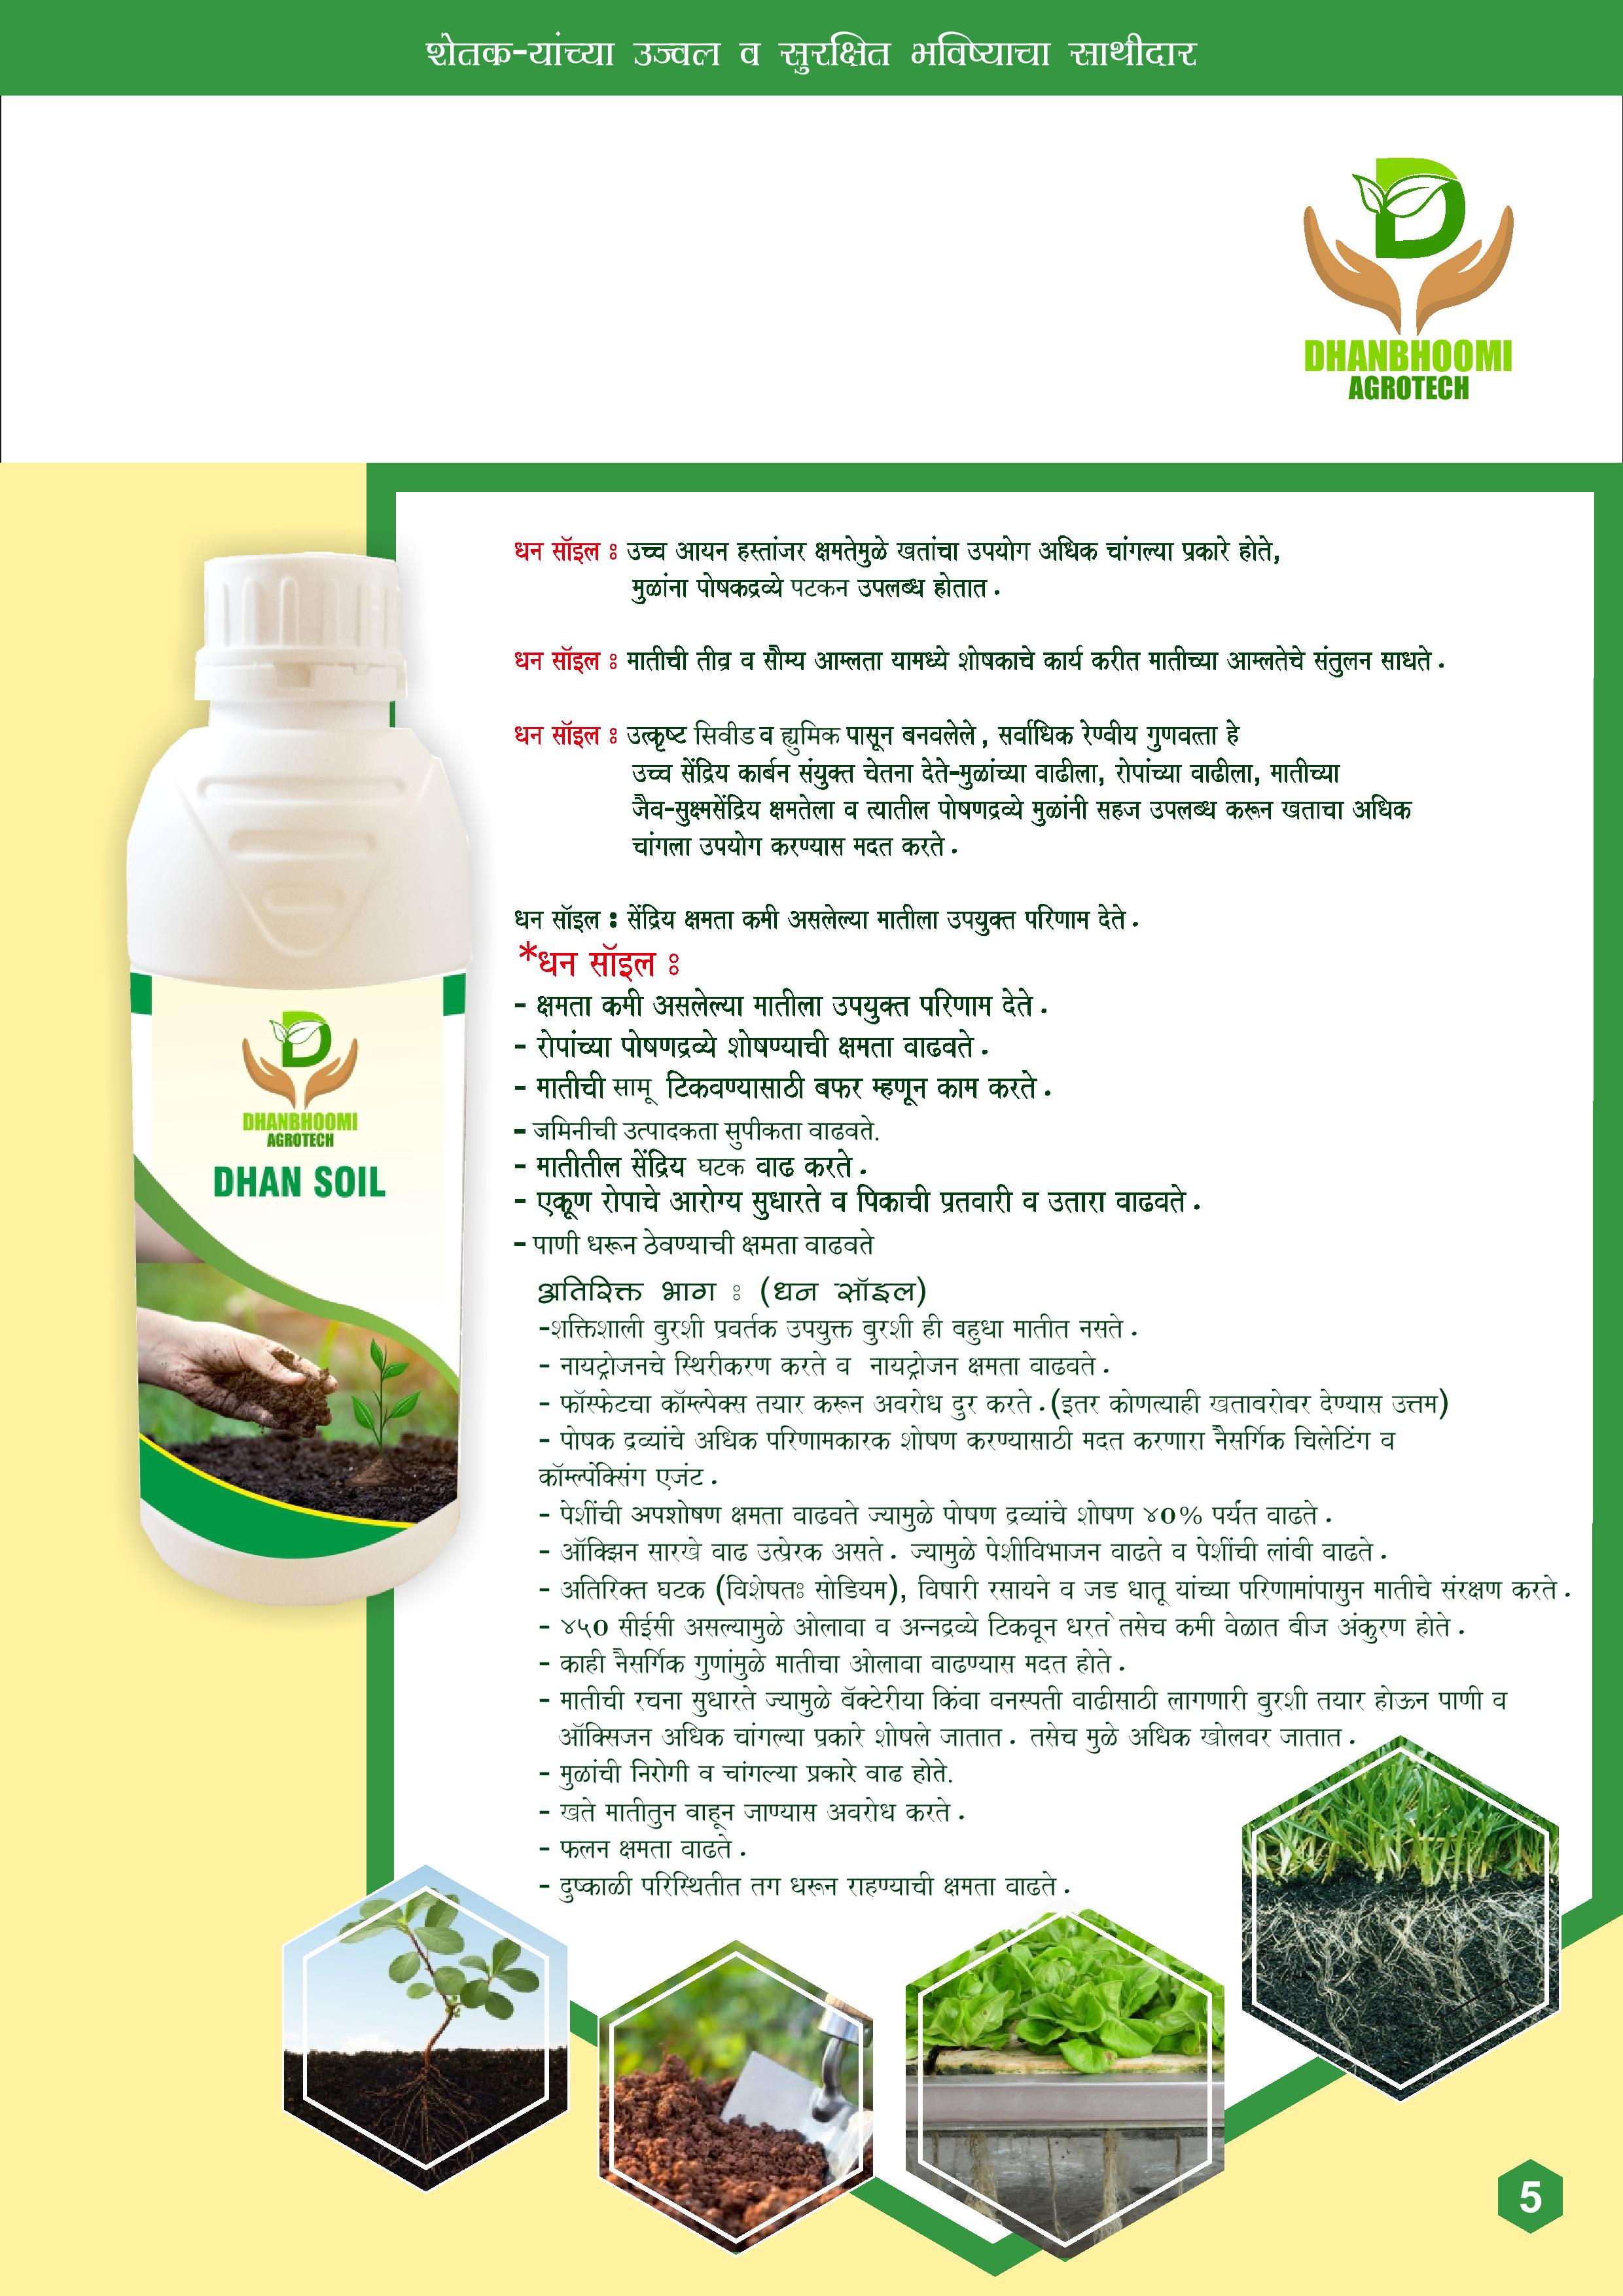 शेतक-यांच्या उज्वल व सुरक्षित भविष्याचा साथीदार
D
DHANBHOOMI
AGROTECH
धन सॉइल : उच्च आयन हस्तांजर क्षमतेमुळे खतांचा उपयोग अधिक चांगल्या प्रकारे होते,
मुळांना पोषकद्रव्ये पटकन उपलब्ध होतात.
धन सॉइल : मातीची तीव्र व सौम्य आम्लता यामध्ये शोषकाचे कार्य करीत मातीच्या आम्लतेचे संतुलन साधते.
धन सॉइल : उत्कृष्ट सिवीड व ह्युमिक पासून बनवलेले, सर्वाधिक रेण्वीय गुणवत्ता हे
उच्च सेंद्रिय कार्बन संयुक्त चेतना देते-मुळांच्या वाढीला, रोपांच्या वाढीला, मातीच्या
जैव-सुक्ष्मसेंद्रिय क्षमतेला व त्यातील पोषणद्रव्ये मुळांनी सहज उपलब्ध करून खताचा अधिक
चांगला उपयोग करण्यास मदत करते.
धन सॉइल : सेंद्रिय क्षमता कमी असलेल्या मातीला उपयुक्त परिणाम देते.
*धन सॉइल :
- क्षमता कमी असलेल्या मातीला उपयुक्त परिणाम देते.
- रोपांच्या पोषणद्रव्ये शोषण्याची क्षमता वाढवते.
- मातीची सामू टिकवण्यासाठी बफर म्हणून काम करते.
- जमिनीची उत्पादकता सुपीकता वाढवते.
- मातीतील सेंद्रिय घटक वाढ करते.
- एकूण रोपाचे आरोग्य सुधारते व पिकाची प्रतवारी व उतारा वाढवते.
- पाणी धरून ठेवण्याची क्षमता वाढवते
अतिरिक्त भाग : (धन सॉइल)
-शक्तिशाली बुरशी प्रवर्तक उपयुक्त बुरशी ही बहुधा मातीत नसते.
- नायट्रोजनचे स्थिरीकरण करते व नायट्रोजन क्षमता वाढवते.
- फॉस्फेटचा कॉम्प्लेक्स तयार करून अवरोध दुर करते.(इतर कोणत्याही खताबरोबर देण्यास उत्तम)
- पोषक द्रव्यांचे अधिक परिणामकारक शोषण करण्यासाठी मदत करणारा नैसर्गिक चिलेटिंग व
कॉम्प्लेक्सिंग एजंट.
- पेशींची अपशोषण क्षमता वाढवते ज्यामुळे पोषण द्रव्यांचे शोषण ४०% पर्यंत वाढते.
- ऑक्झिन सारखे वाढ उत्प्रेरक असते. ज्यामुळे पेशीविभाजन वाढते व पेशींची लांबी वाढते.
- अतिरिक्त घटक (विशेषतः सोडियम), विषारी रसायने व जड धातू यांच्या परिणामांपासुन मातीचे संरक्षण करते.
- ४५० सीईसी असल्यामुळे ओलावा व अन्नद्रव्ये टिकवून धरते तसेच कमी वेळात बीज अंकुरण होते.
- काही नैसर्गिक गुणांमुळे मातीचा ओलावा वाढण्यास मदत होते.
- मातीची रचना सुधारते ज्यामुळे बॅक्टेरीया किंवा वनस्पती वाढीसाठी लागणारी बुरशी तयार होऊन पाणी व
ऑक्सिजन अधिक चांगल्या प्रकारे शोषले जातात. तसेच मुळे अधिक खोलवर जातात.
- मुळांची निरोगी व चांगल्या प्रकारे वाढ होते.
- खते मातीतुन वाहून जाण्यास अवरोध करते.
- फलन क्षमता वाढते.
- दुष्काळी परिस्थितीत तग धरून राहण्याची क्षमता वाढते.
D
DHANBHOOMI
AGROTECH
DHAN SOIL
5